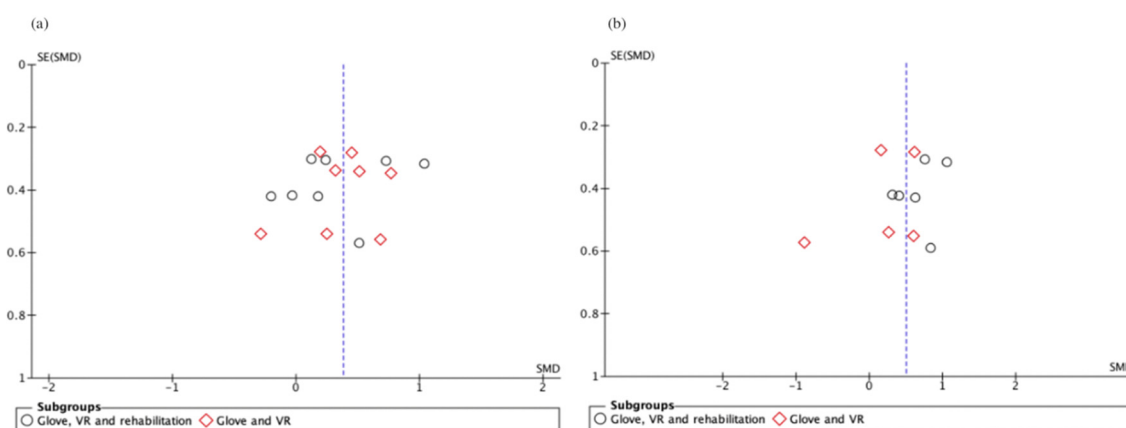 (a)
SE(SMD)
0
0.2
0.4
0.6
0.8
1
-2
-1
0
1
2
SMD
Subgroups
Glove, VR and rehabilitation
Glove and VR
(b)
SE(SMD)
0
0.2
0.4
0.6
0.8
1
-2
-1
0
1
2
SM
Subgroups
Glove, VR and rehabilitation
Glove and VR